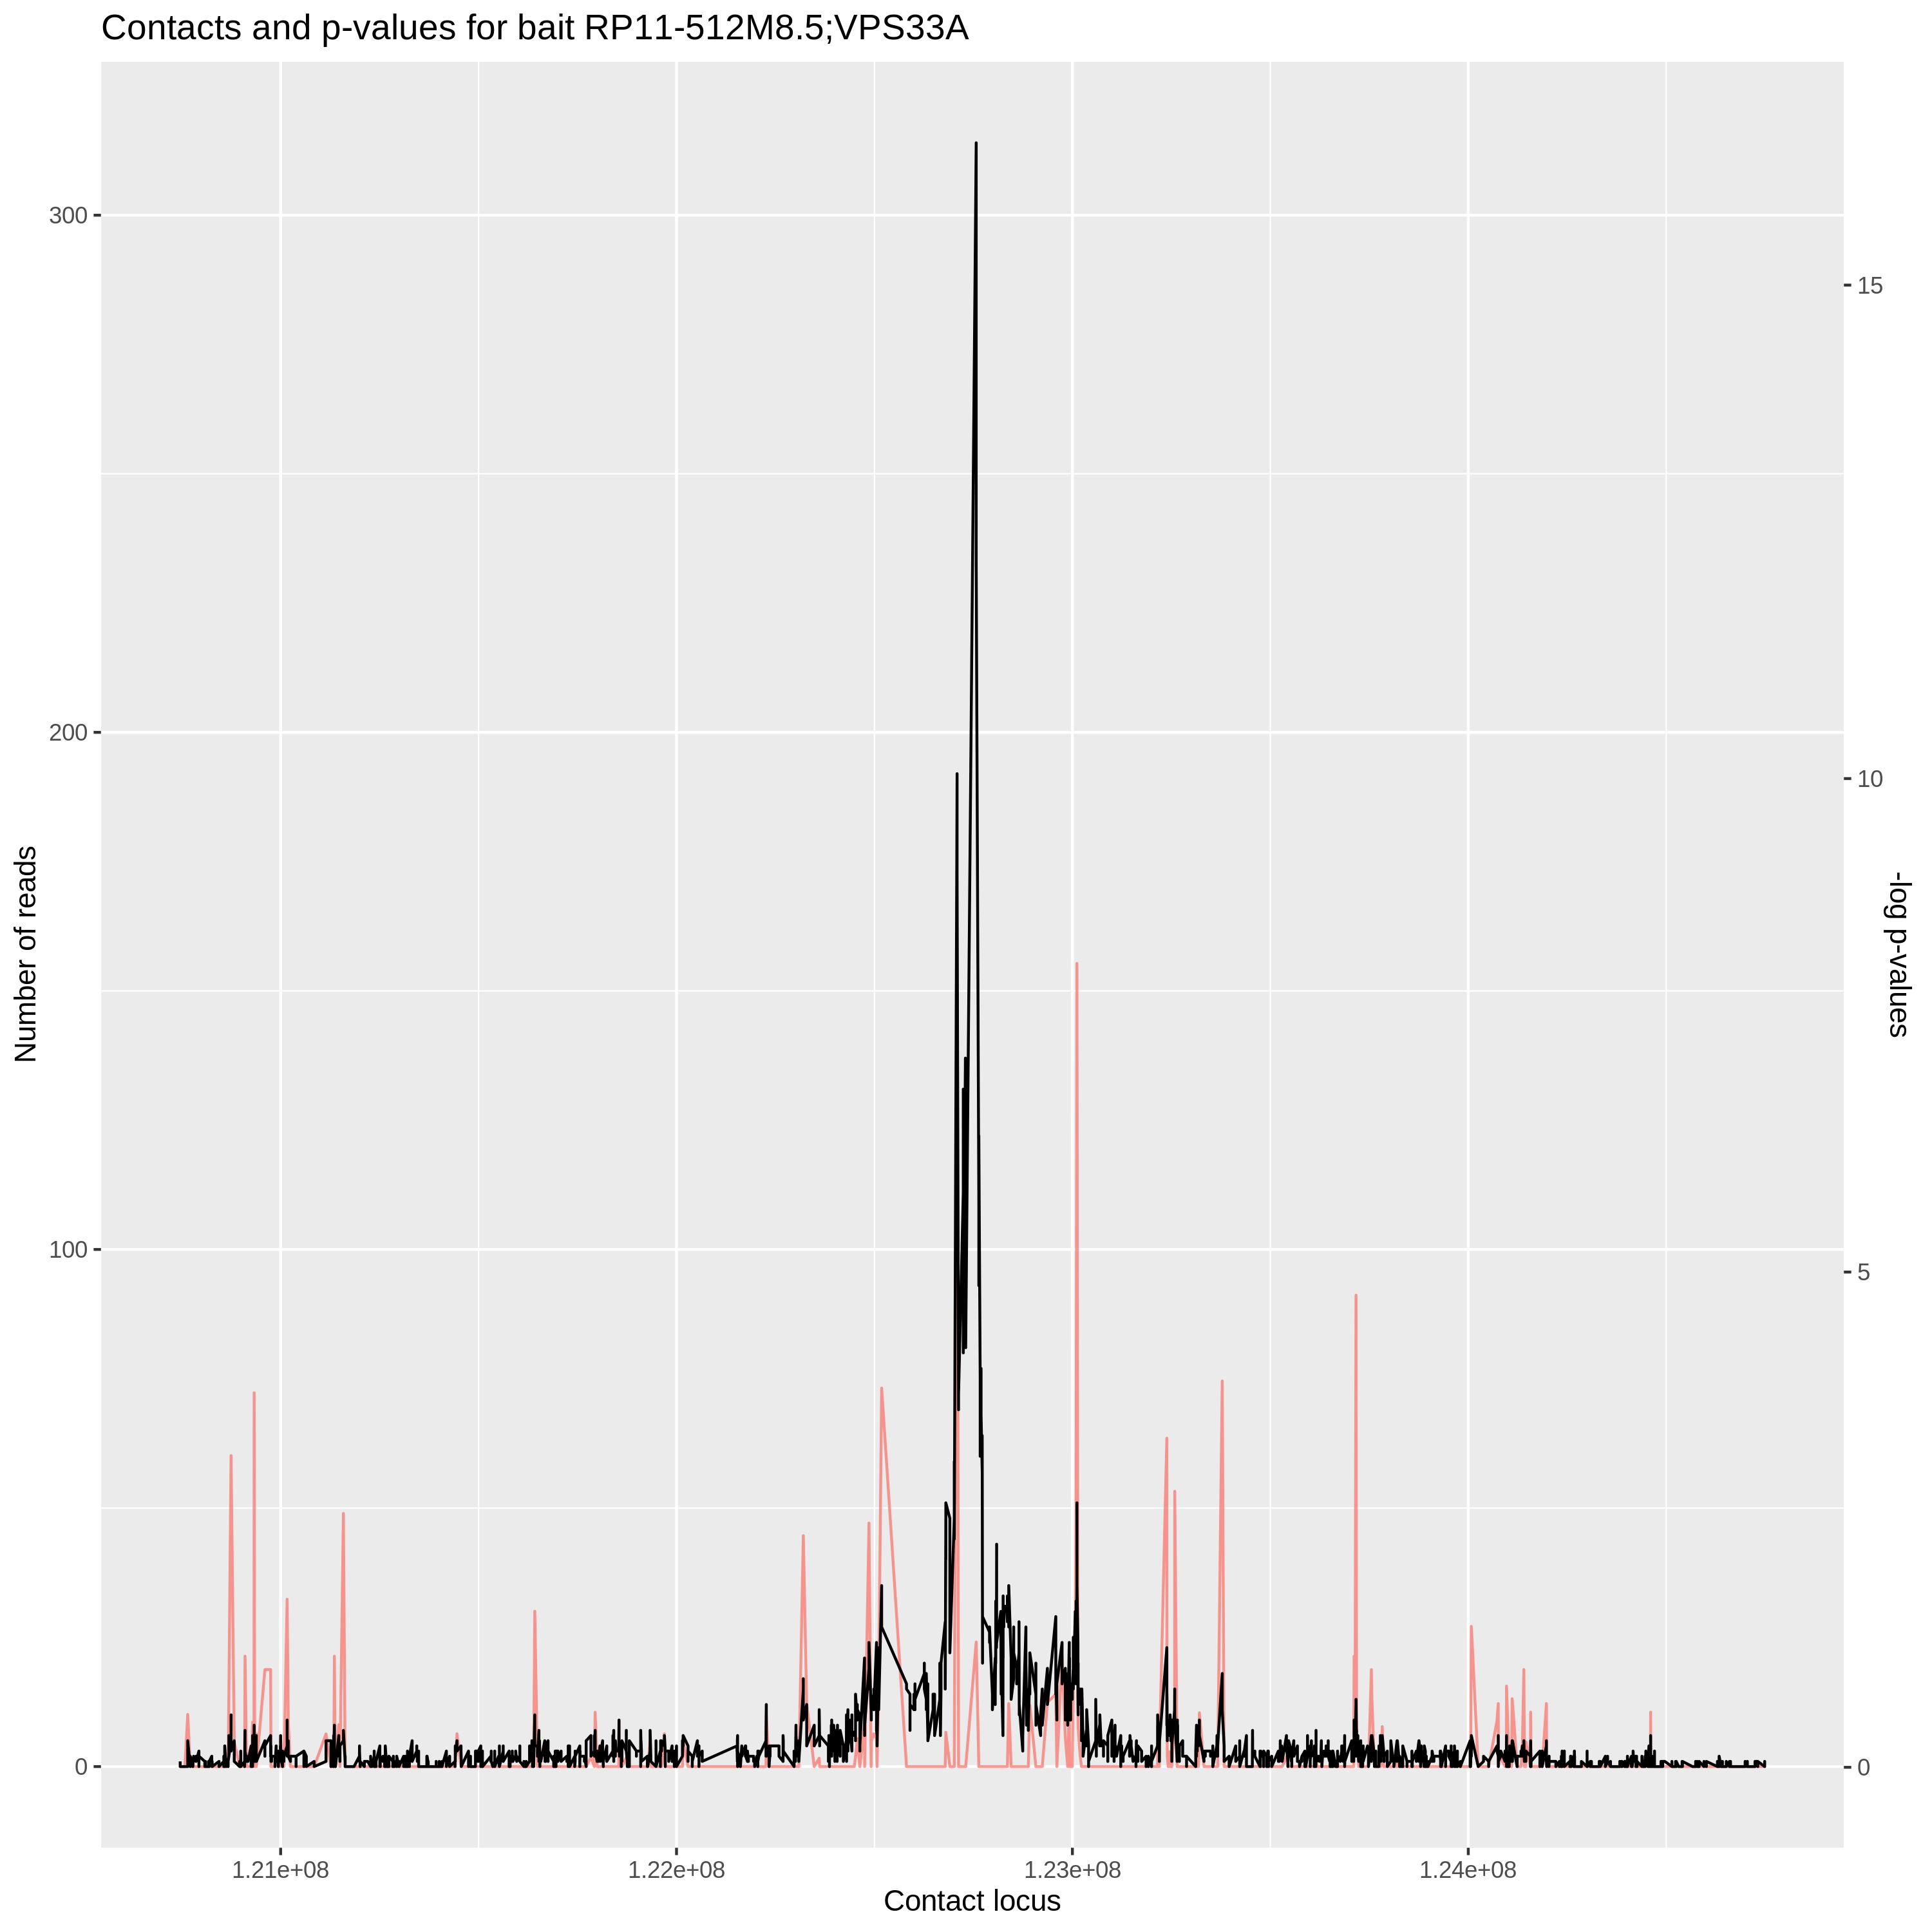 Contacts and p-values for bait RP11-512M8.5;VPS33A
300
200
100
0
Number of reads
15
10
5
0
-log p-values
1.21e+08
1.22e+08
1.23e+08
1.24e+08
Contact locus